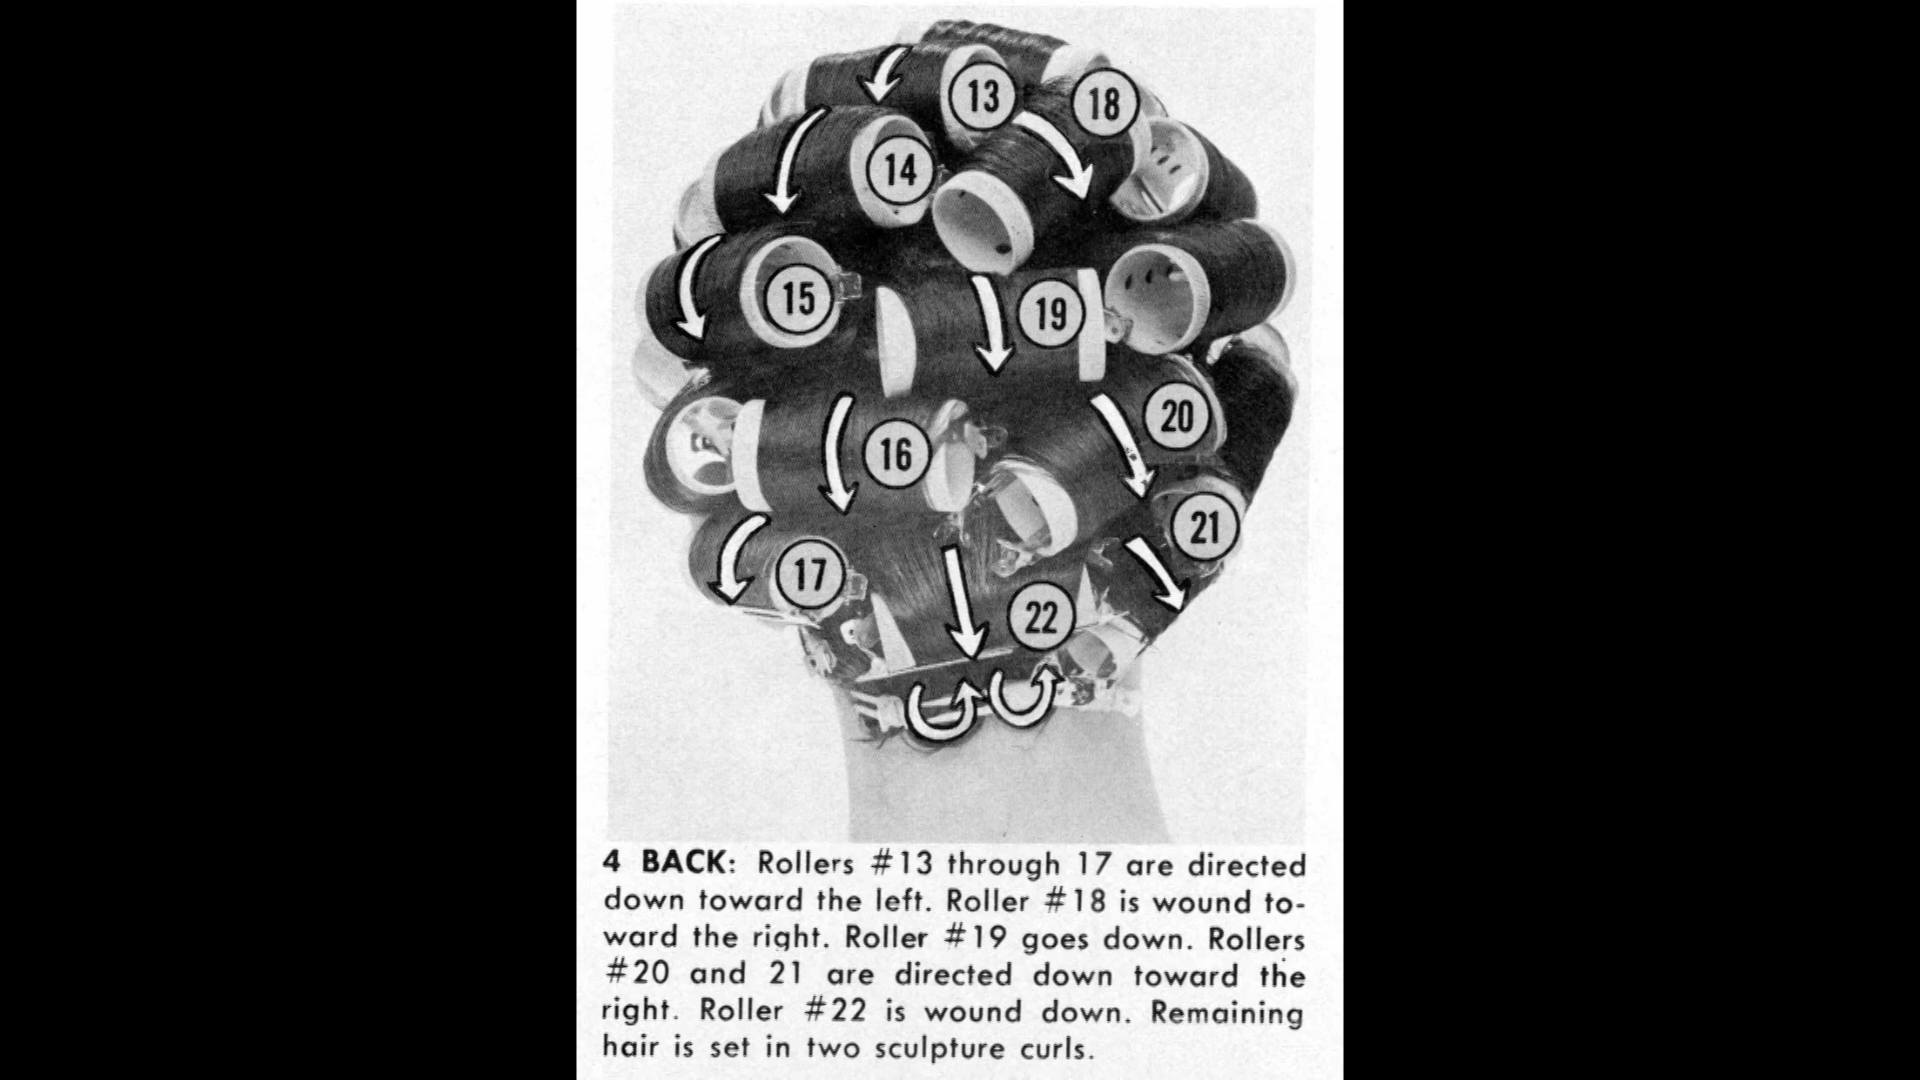 13
18
14
15
19
20
16
21
17
22
4 BACK: Rollers #13 through 17 are directed
down toward the left. Roller #18 is wound to-
ward the right. Roller #19 goes down. Rollers
#20 and 21 are directed down toward the
right. Roller #22 is wound down. Remaining
hair is set in two sculpture curls.